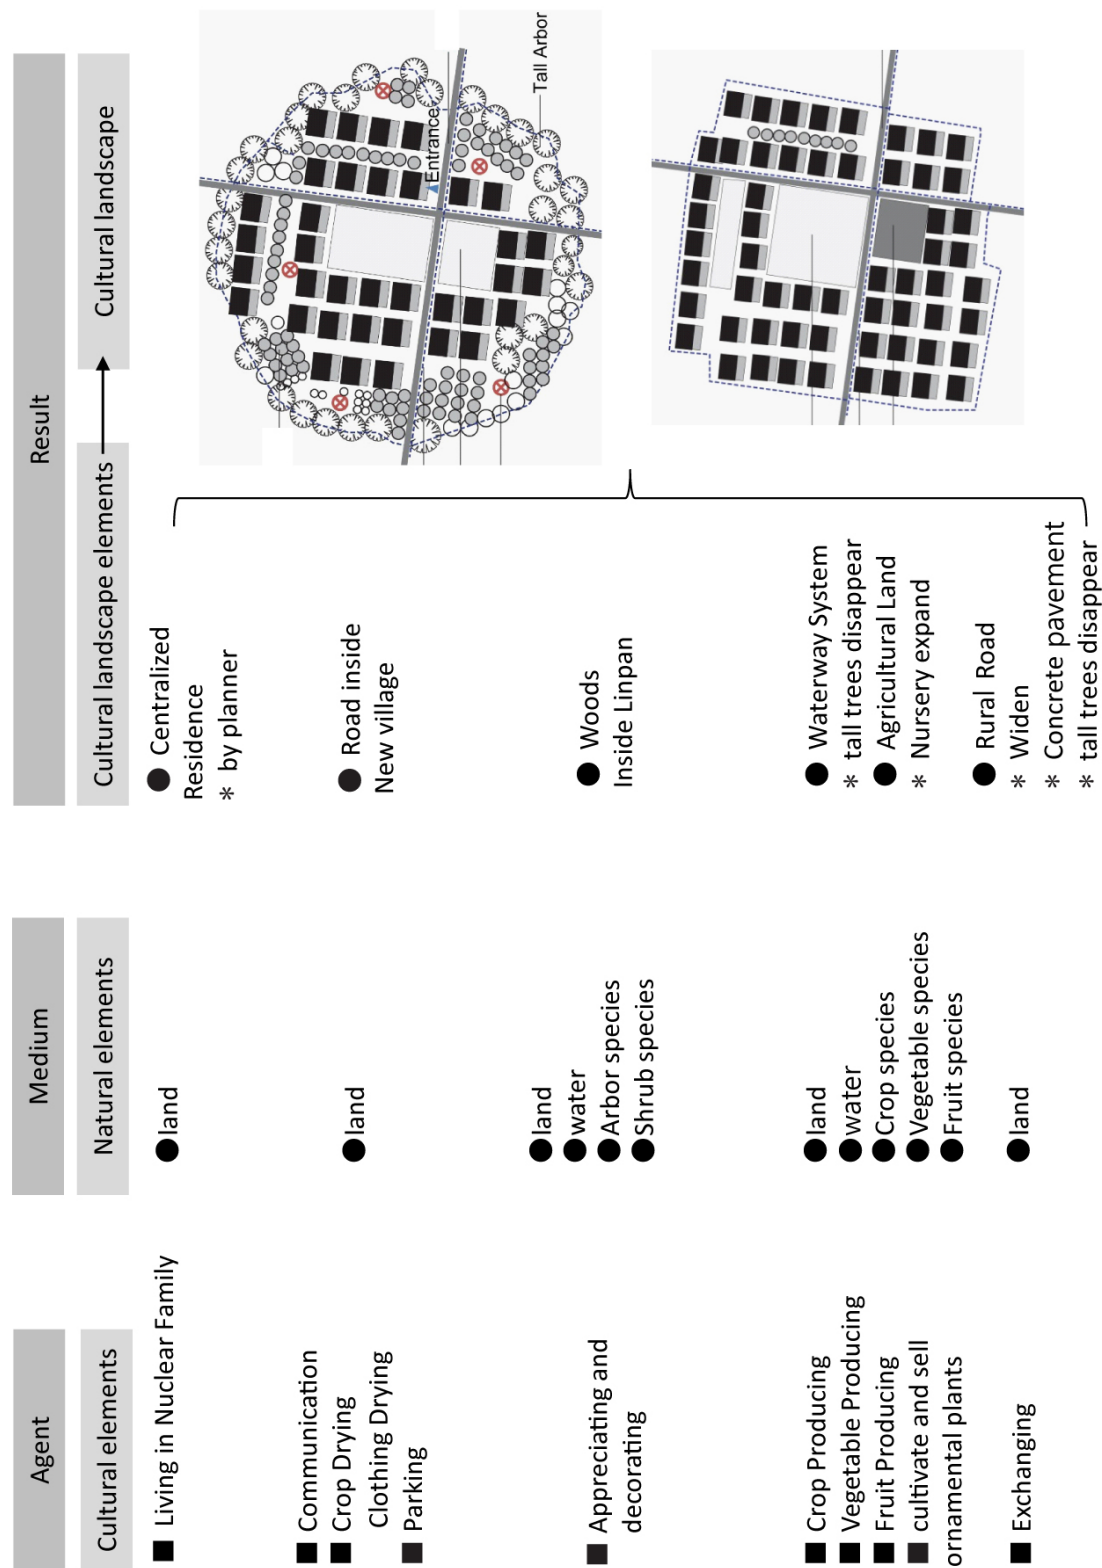 Agent
Medium
Result
Cultural elements
Natural elements
Cultural landscape elements
Cultural landscape
■ Living in Nuclear Family
● land
● Centralized
Residence
* by planner
■ Communication
■ Crop Drying
Clothing Drying
■ Parking
● land
● Road inside
New village
■ Appreciating and
decorating
● land
● water
● Arbor species
● Shrub species
● Woods
Inside Linpan
■ Crop Producing
■ Vegetable Producing
■ Fruit Producing
■ cultivate and sell
ornamental plants
● land
● water
● Crop species
● Vegetable species
● Fruit species
● Waterway System
* tall trees disappear
● Agricultural Land
* Nursery expand
■ Exchanging
● land
● Rural Road
* Widen
* Concrete pavement
* tall trees disappear
Entrance
Tall Arbor